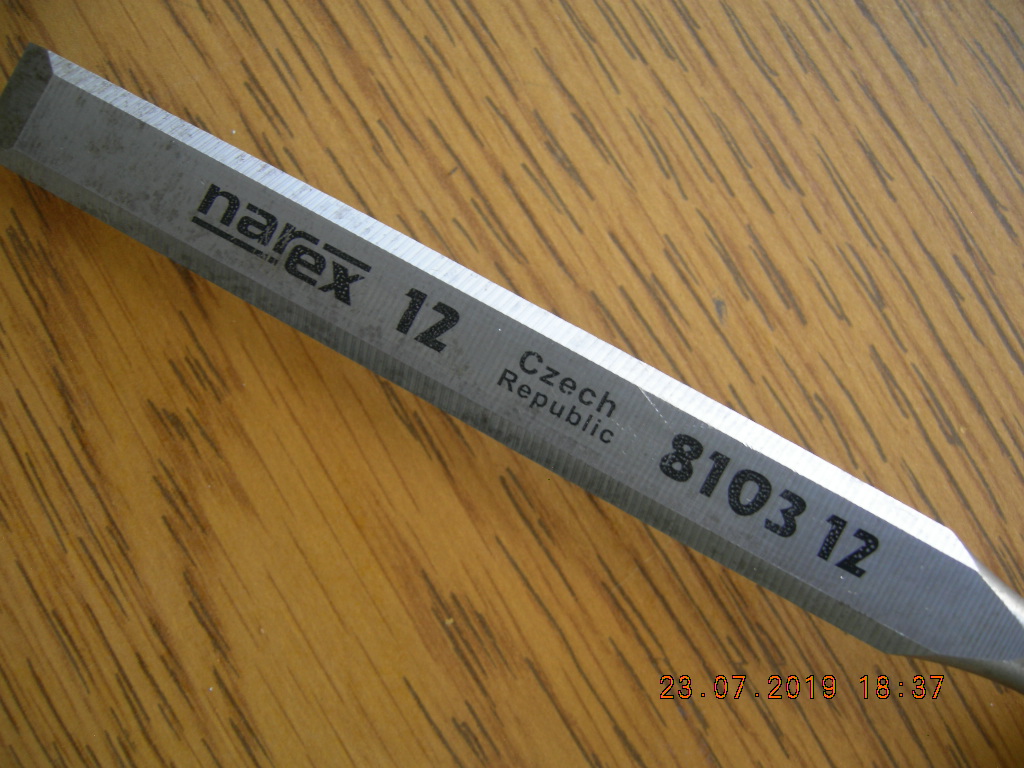 narex 12 Czech
Republic 8103 12
23.07.2019 18:37